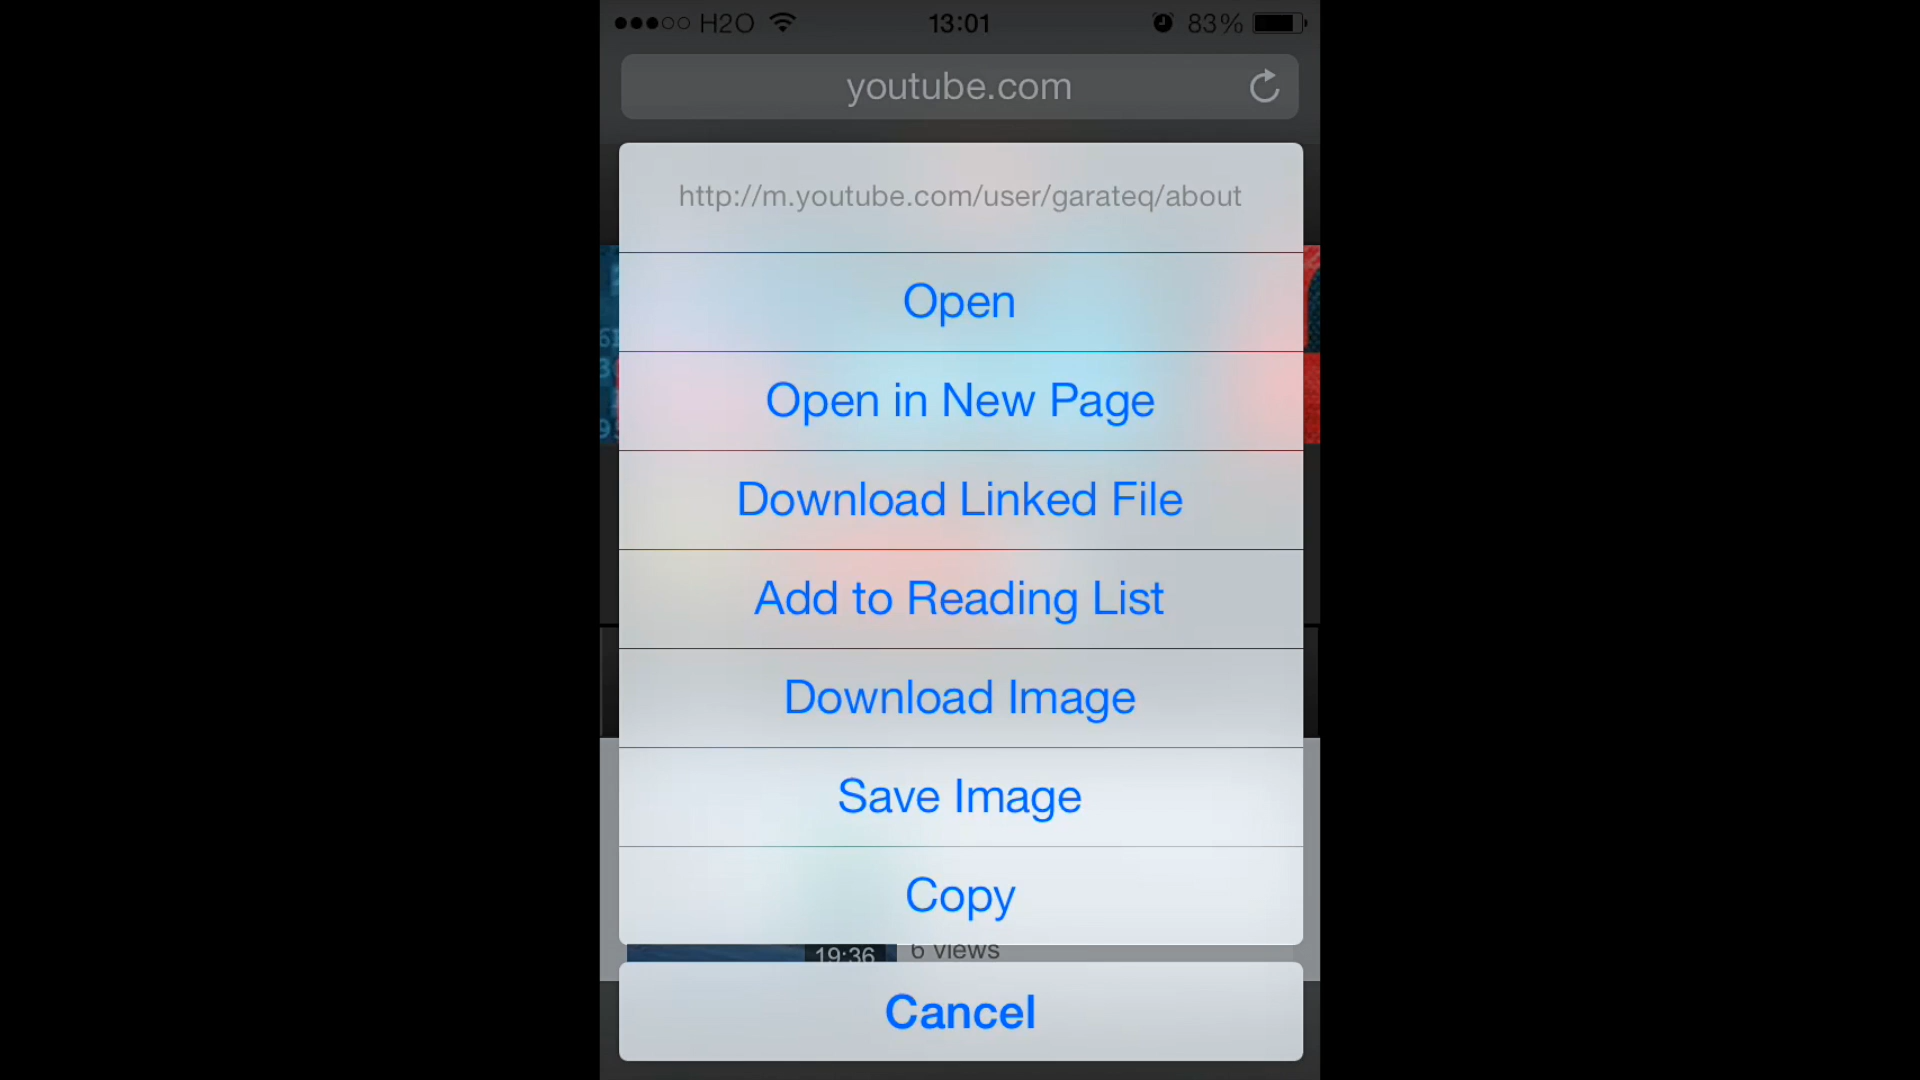 H2O 13:01 83%
youtube.com
http://m.youtube.com/user/garateq/about
Open
Open in New Page
Download Linked File
Add to Reading List
Download Image
Save Image
Copy
19:36 6 views
Cancel